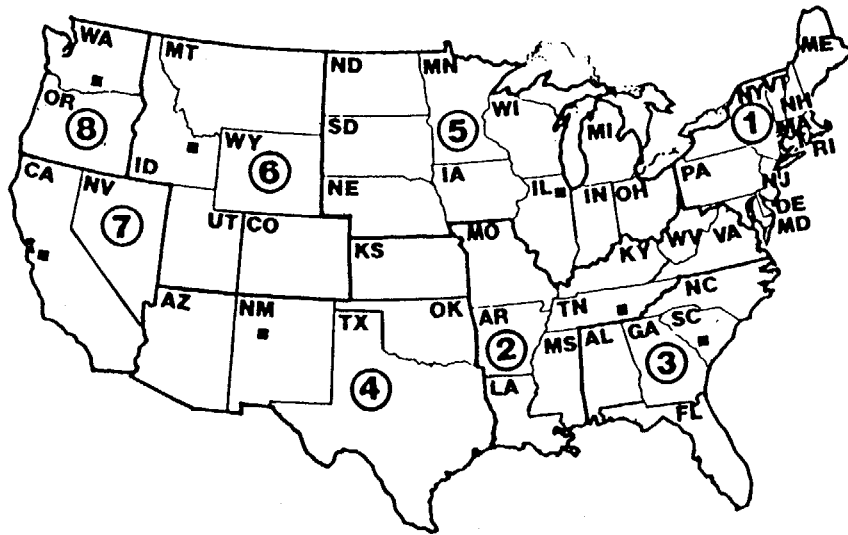 WA
MT
ND
MN
ME
OR
8
ID
WY
6
SD
5
WI
MI
NY
VT
NH
1
MA
CT
RI
CA
NV
7
NE
IA
IL
IN
OH
PA
NJ
DE
MD
UT
CO
KS
MO
KY
WV
VA
AZ
NM
TX
OK
AR
2
TN
NC
MS
AL
GA
SC
3
4
LA
FL